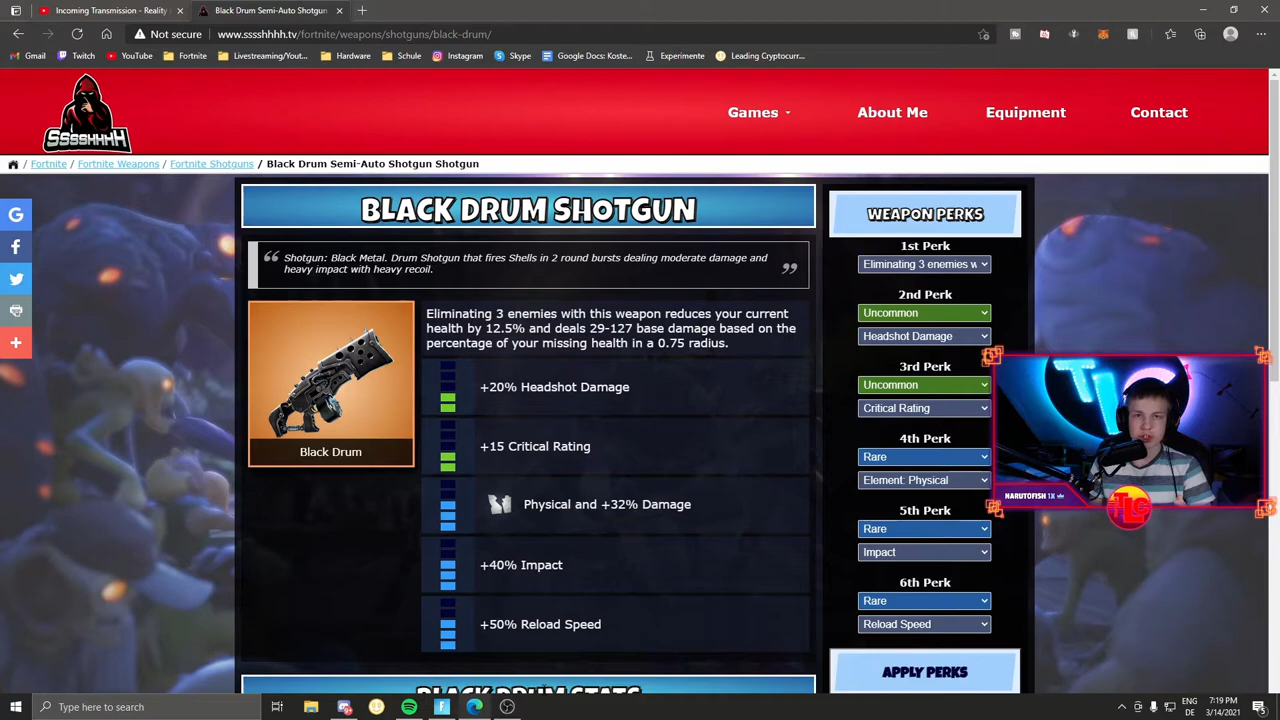 Incoming Transmission - Reality
Black Drum Semi-Auto Shotgun
Not secure
www.sssshhhh.tv/fortnite/weapons/shotguns/black-drum/
Gmail
Twitch
YouTube
Fortnite
Livestreaming/Yout...
Hardware
Schule
Instagram
Skype
Google Docs: Koste...
Experimente
Leading Cryptocurr...
SSSSHHHH
Games
About Me
Equipment
Contact
/ Fortnite / Fortnite Weapons / Fortnite Shotguns / Black Drum Semi-Auto Shotgun Shotgun
BLACK DRUM SHOTGUN
Shotgun: Black Metal. Drum Shotgun that fires Shells in 2 round bursts dealing moderate damage and
heavy impact with heavy recoil.
Black Drum
Eliminating 3 enemies with this weapon reduces your current
health by 12.5% and deals 29-127 base damage based on the
percentage of your missing health in a 0.75 radius.
+20% Headshot Damage
+15 Critical Rating
Physical and +32% Damage
+40% Impact
+50% Reload Speed
BLACK DRUM STATS
WEAPON PERKS
1st Perk
Eliminating 3 enemies w
2nd Perk
Uncommon
Headshot Damage
3rd Perk
Uncommon
Critical Rating
4th Perk
Rare
Element: Physical
5th Perk
Rare
Impact
6th Perk
Rare
Reload Speed
APPLY PERKS
TLC
NARUTOFISH 1X
TLC
Type here to search
ENG
DE
7:19 PM
3/14/2021